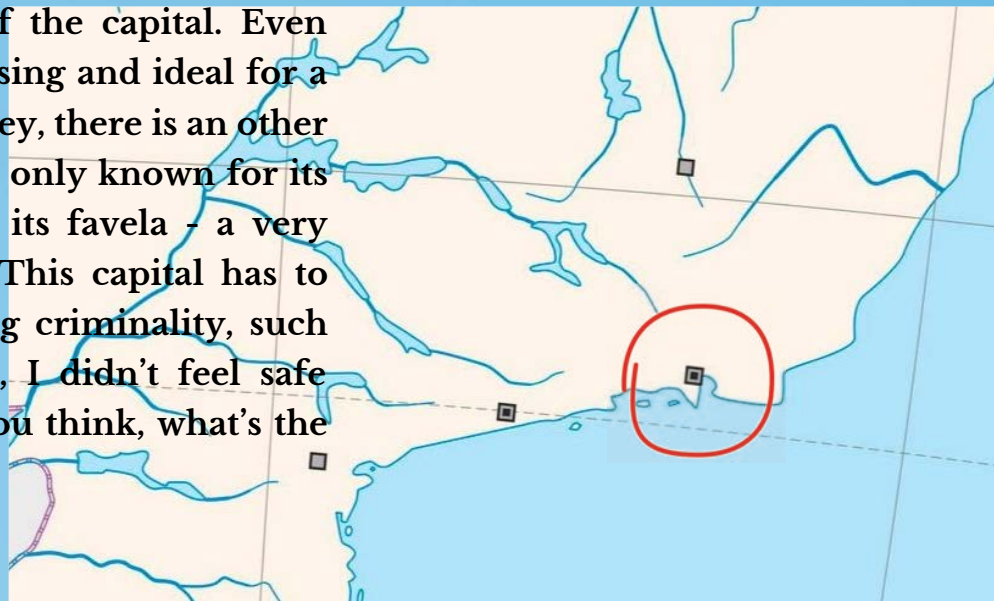 f the capital. Even
sing and ideal for a
ey, there is an other
only known for its
its favela - a very
This capital has to
g criminality, such
, I didn't feel safe
ou think, what's the